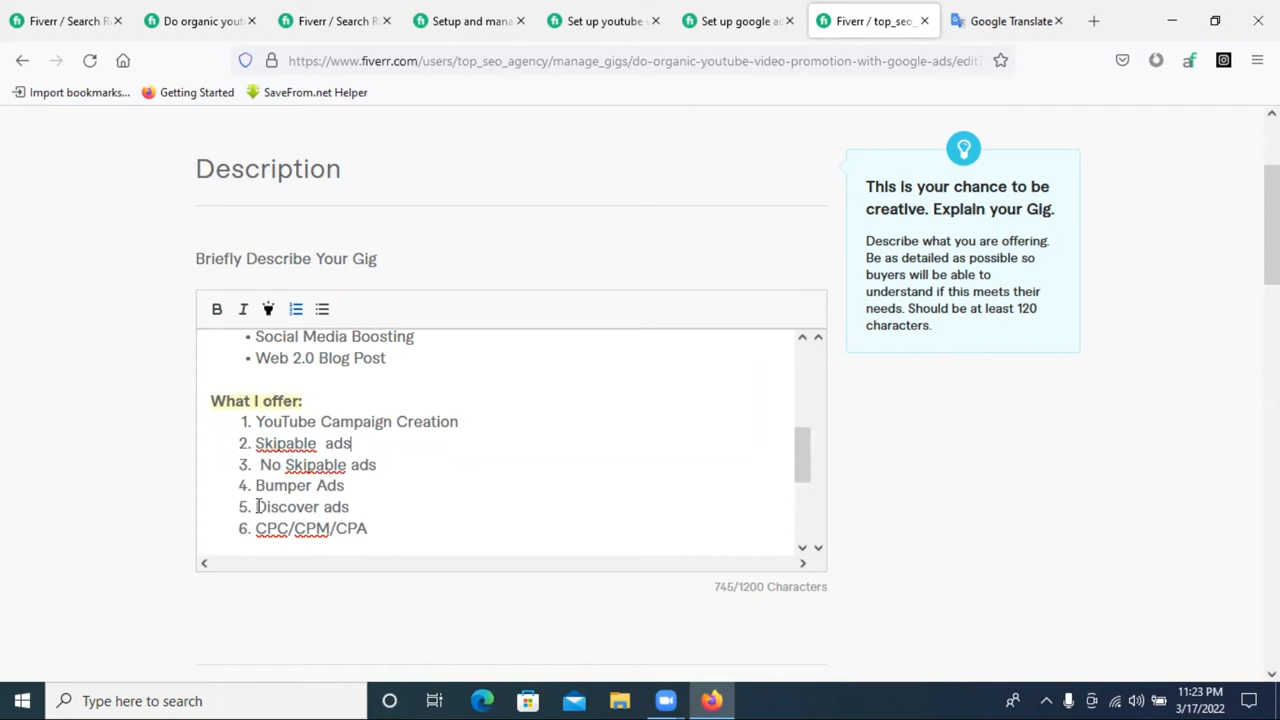 Fiverr / Search R
Do organic yout
Fiverr / Search R
Setup and mana
Set up youtube
Set up google a
Fiverr / top_seo_
Google Translate
https://www.fiverr.com/users/top_seo_agency/manage_gigs/do-organic-youtube-video-promotion-with-google-ads/edit
Import bookmarks...
Getting Started
SaveFrom.net Helper
Description
This is your chance to be
creative. Explain your Gig.
Describe what you are offering.
Be as detailed as possible so
buyers will be able to
understand if this meets their
needs. Should be at least 120
characters.
Briefly Describe Your Gig
B I
• Social Media Boosting
• Web 2.0 Blog Post
What I offer:
1. YouTube Campaign Creation
2. Skipable  ads
3.  No Skipable ads
4. Bumper Ads
5. Discover ads
6. CPC/CPM/CPA
745/1200 Characters
Type here to search
11:23 PM
3/17/2022